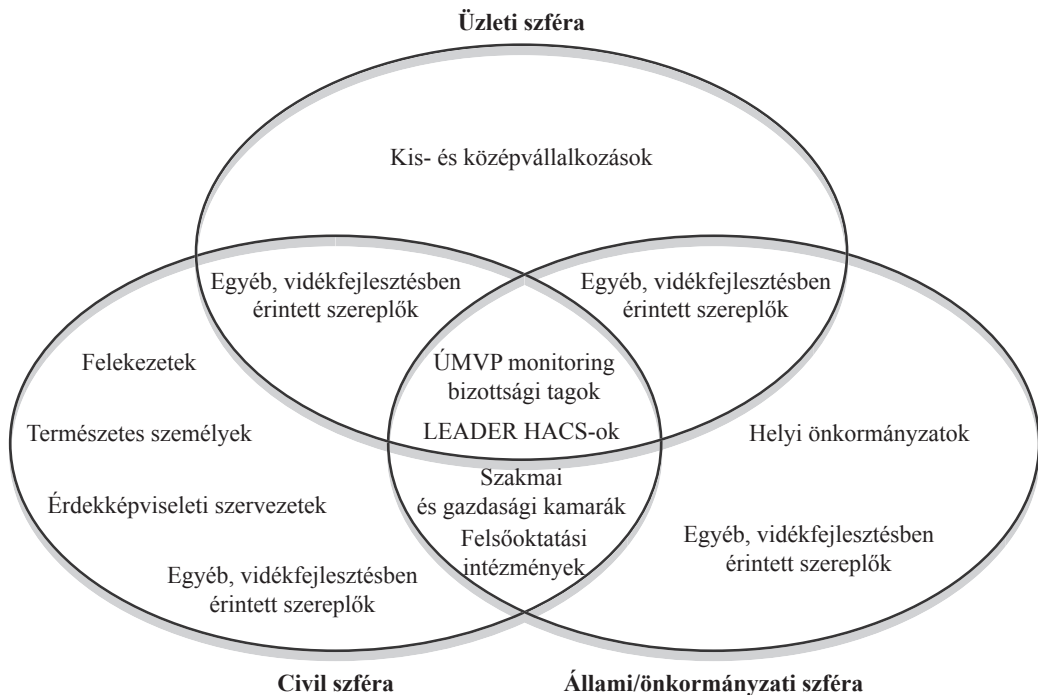 Üzleti szféra
Kis- és középvállalkozások
Egyéb, vidékfejlesztésben
érintett szereplők
Egyéb, vidékfejlesztésben
érintett szereplők
ÚMVP monitoring
bizottsági tagok
LEADER HACS-ok
Felekezetek
Természetes személyek
Érdekképviseleti szervezetek
Egyéb, vidékfejlesztésben
érintett szereplők
Szakmai
és gazdasági kamarák
Felsőoktatási
intézmények
Helyi önkormányzatok
Egyéb, vidékfejlesztésben
érintett szereplők
Civil szféra
Állami/önkormányzati szféra